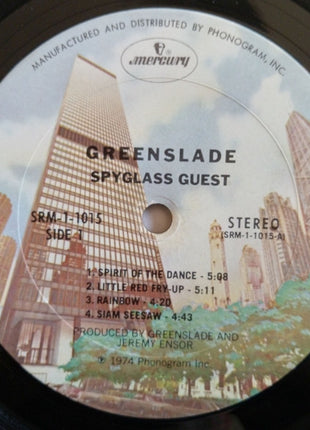 MANUFACTURED AND DISTRIBUTED BY PHONOGRAM, INC.
mercury
GREENSLADE
SPYGLASS GUEST
SRM-1-1015
SIDE 1
STEREO
(SRM-1-1015-A)
1. SPIRIT OF THE DANCE - 5:08
2. LITTLE RED FRY-UP - 5:11
3. RAINBOW - 4:20
4. SIAM SEESAW - 4:43
PRODUCED BY GREENSLADE AND
JEREMY ENSOR
℗ 1974 Phonogram Inc.